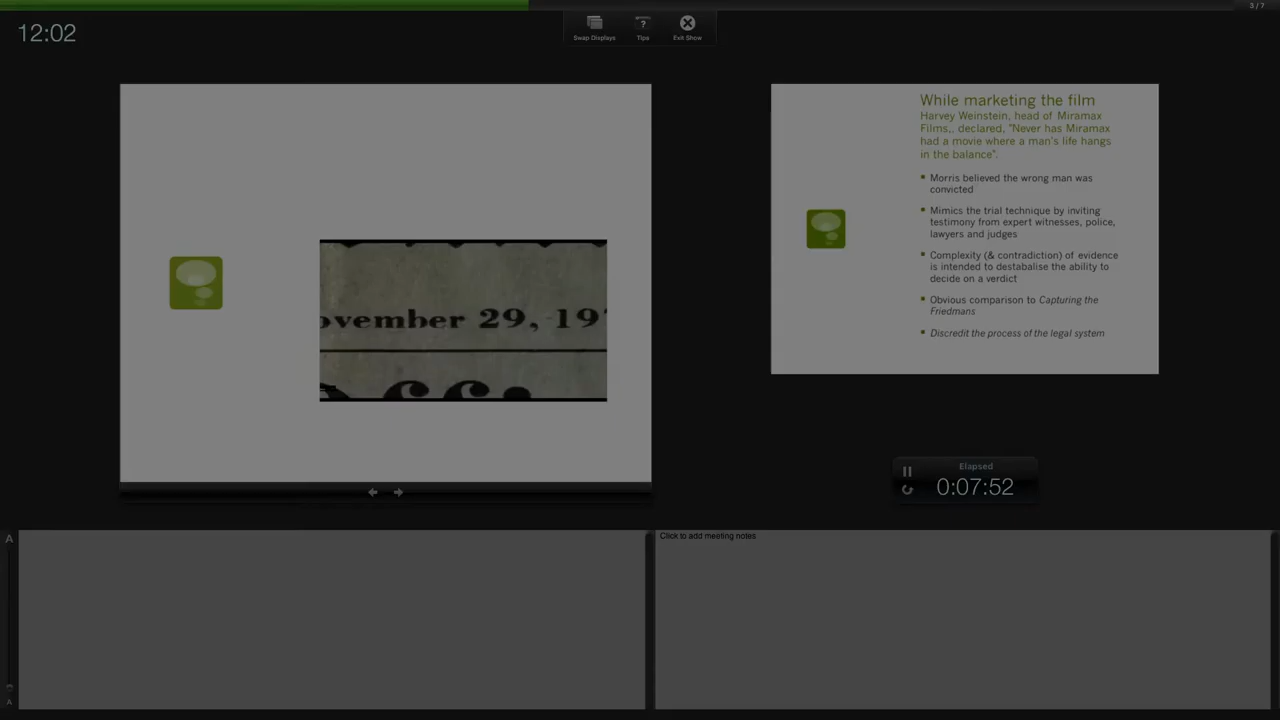 3 / 7
12:02
Swap Displays
Tips
Exit Show
ovember 29, 19
While marketing the film
Harvey Weinstein, head of Miramax
Films,, declared, "Never has Miramax
had a movie where a man's life hangs
in the balance".
Morris believed the wrong man was
convicted
Mimics the trial technique by inviting
testimony from expert witnesses, police,
lawyers and judges
Complexity (& contradiction) of evidence
is intended to destabalise the ability to
decide on a verdict
Obvious comparison to Capturing the
Friedmans
Discredit the process of the legal system
Elapsed
0:07:52
A
A
Click to add meeting notes